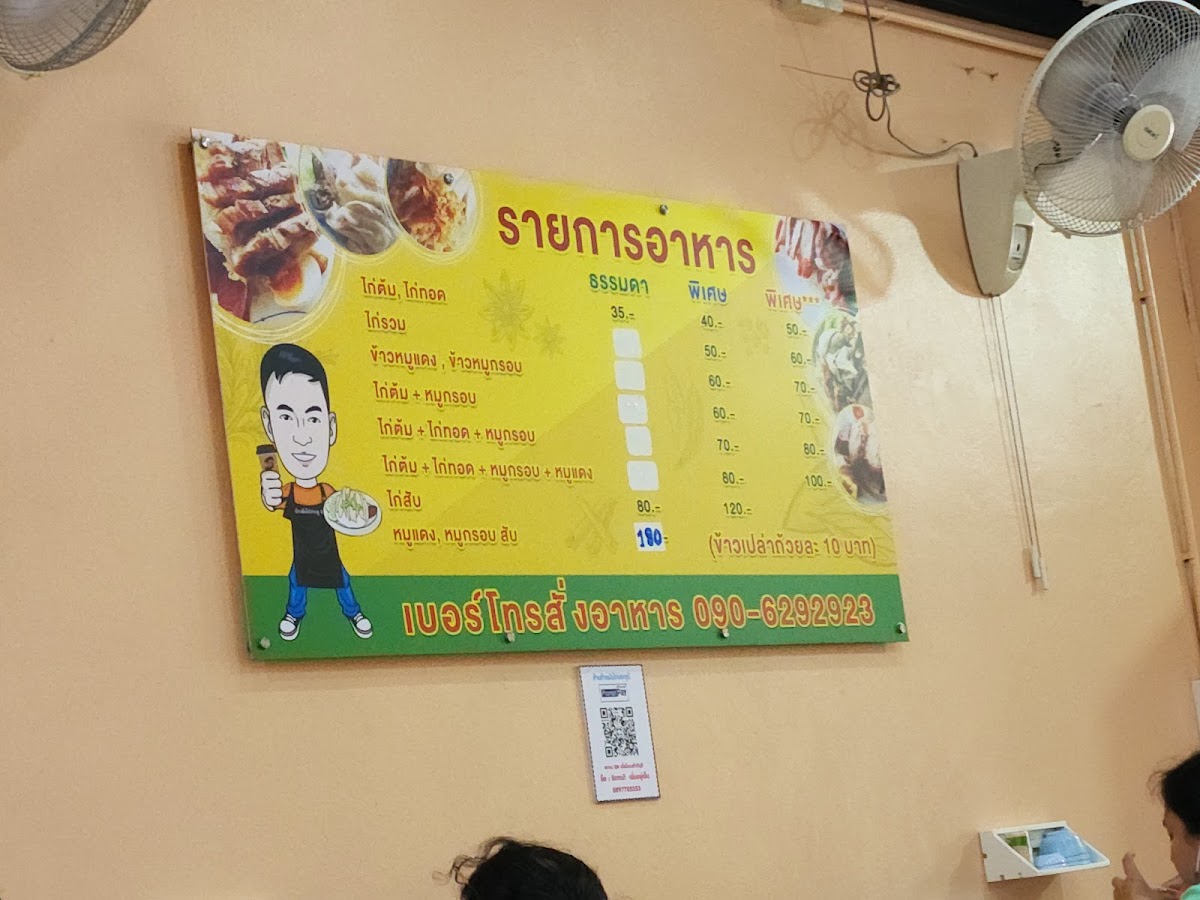 รายการอาหาร
ธรรมดา พิเศษ พิเศษ***
ไก่ต้ม, ไก่ทอด 35.- 40.- 50.-
ไก่รวม 50.- 60.-
ข้าวหมูแดง , ข้าวหมูกรอบ 60.- 70.-
ไก่ต้ม + หมูกรอบ 60.- 70.-
ไก่ต้ม + ไก่ทอด + หมูกรอบ 70.- 80.-
ไก่ต้ม + ไก่ทอด + หมูกรอบ + หมูแดง 80.- 100.-
ไก่สับ 80.- 120.-
หมูแดง, หมูกรอบ สับ 180.-
(ข้าวเปล่าถ้วยละ 10 บาท)
เบอร์โทรสั่งอาหาร 090-6292923